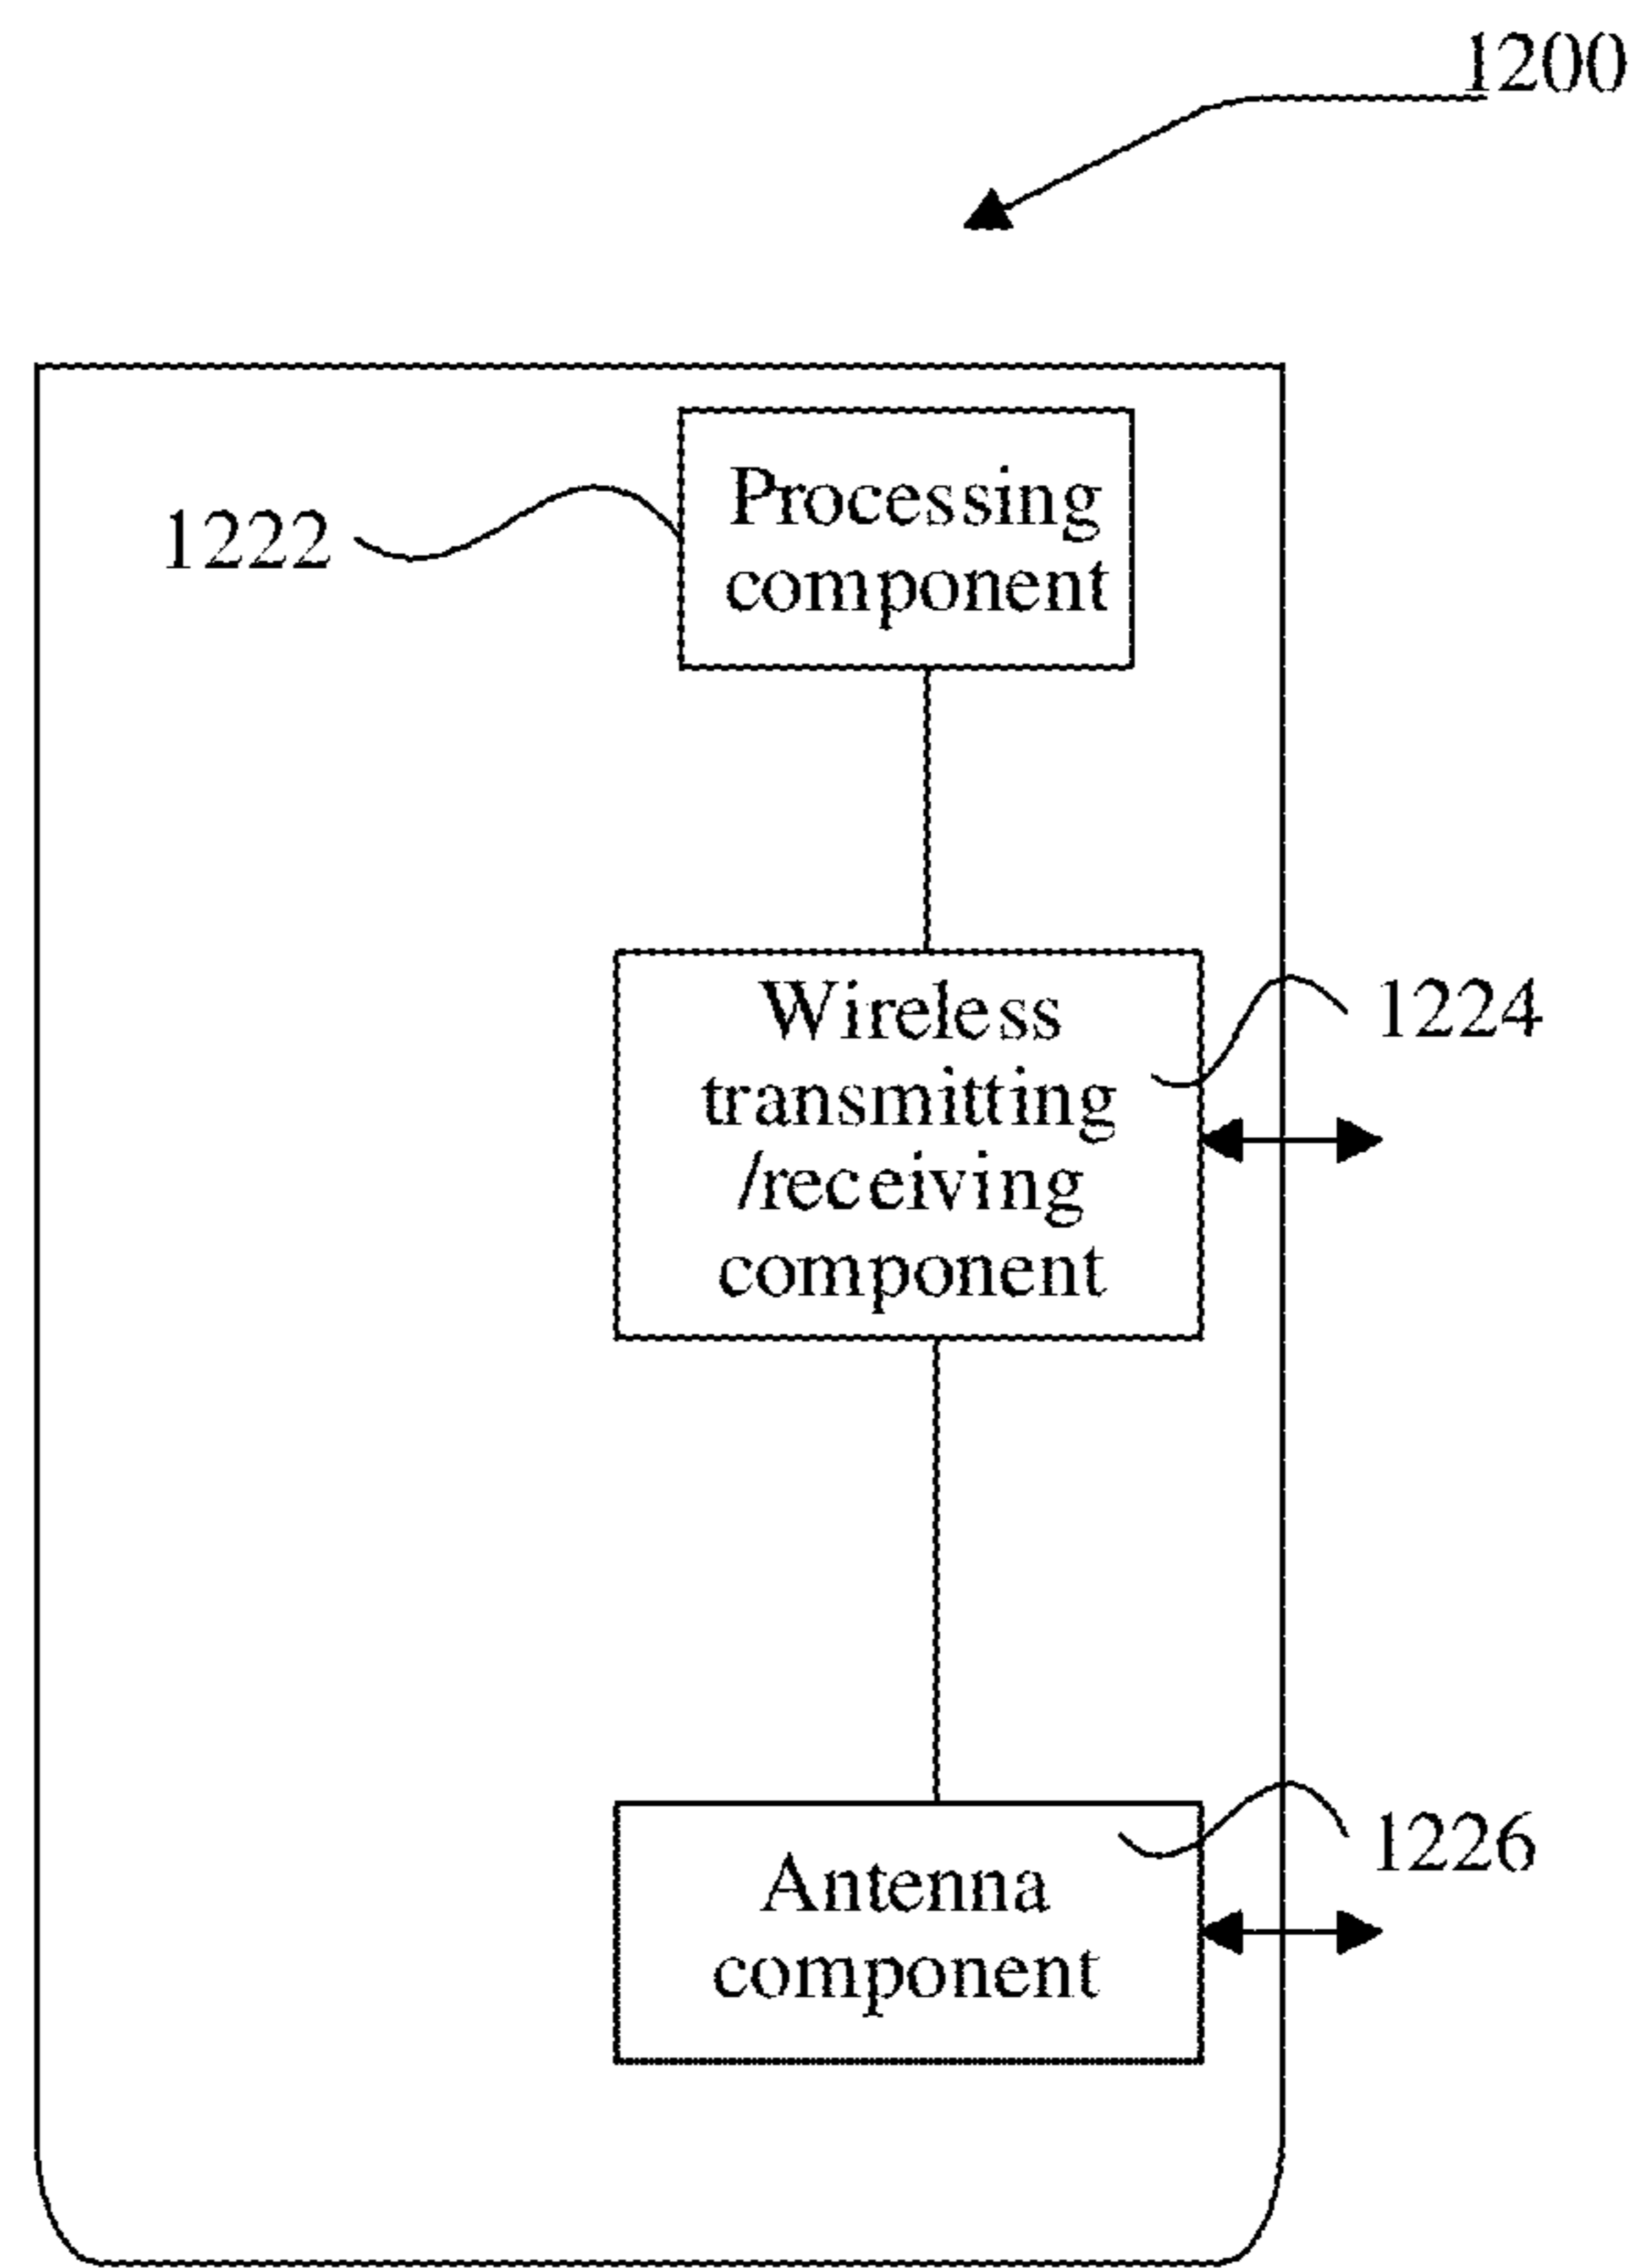 1200
Processing
component
1222
Wireless
transmitting
/receiving
component
1224
Antenna
component
1226